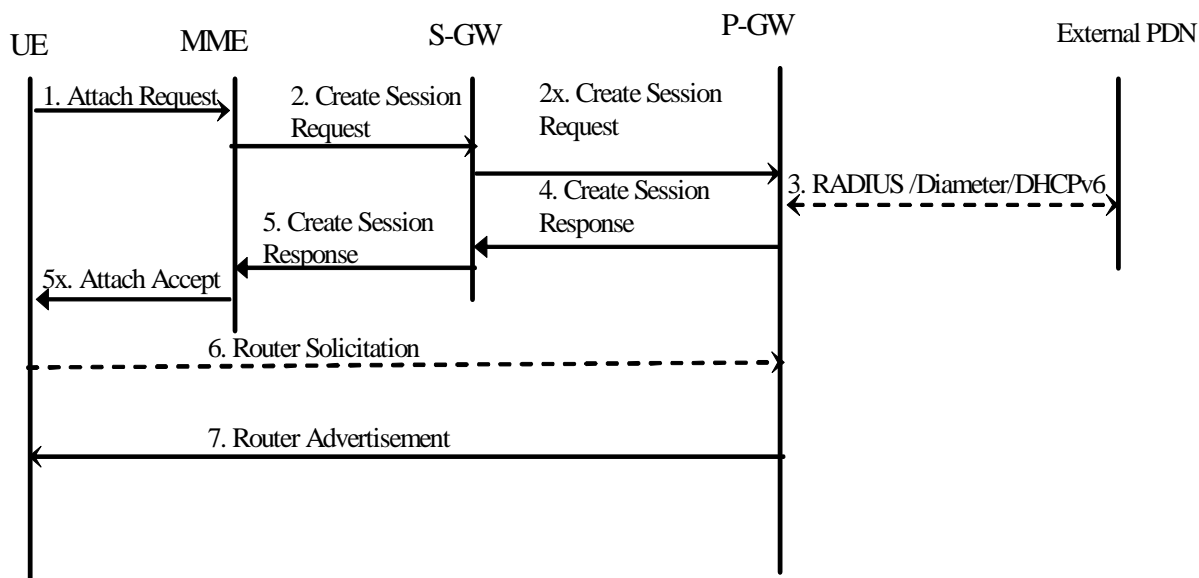 UE
MME
S-GW
P-GW
External PDN
1. Attach Request
2. Create Session
Request
2x. Create Session
Request
3. RADIUS /Diameter/DHCPv6
4. Create Session
Response
5. Create Session
Response
5x. Attach Accept
6. Router Solicitation
7. Router Advertisement